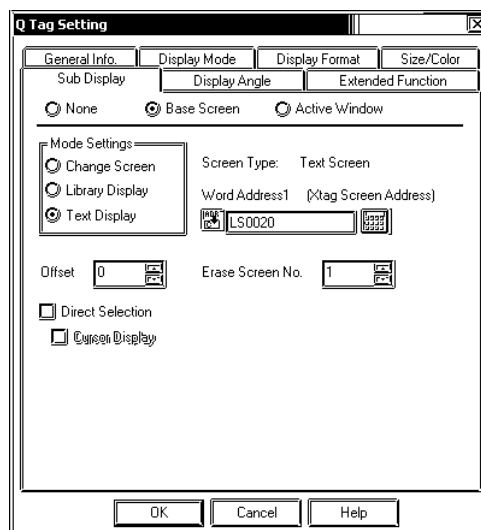 Q Tag Setting
General Info. Display Mode Display Format Size/Color
Sub Display Display Angle Extended Function
None Base Screen Active Window
Mode Settings
Change Screen
Library Display
Text Display
Screen Type: Text Screen
Word Address1 (Xtag Screen Address)
LS0020
Offset 0 Erase Screen No. 1
Direct Selection
Cursor Display
OK Cancel Help